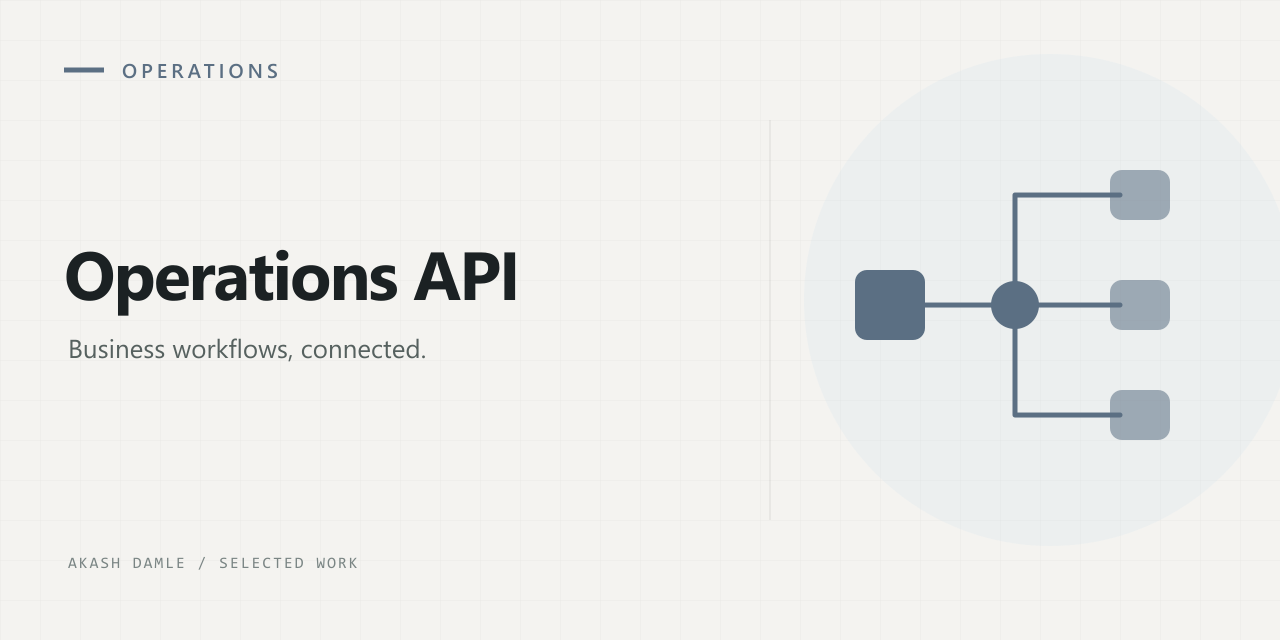 OPERATIONS
Operations API
Business workflows, connected.
AKASH DAMLE / SELECTED WORK